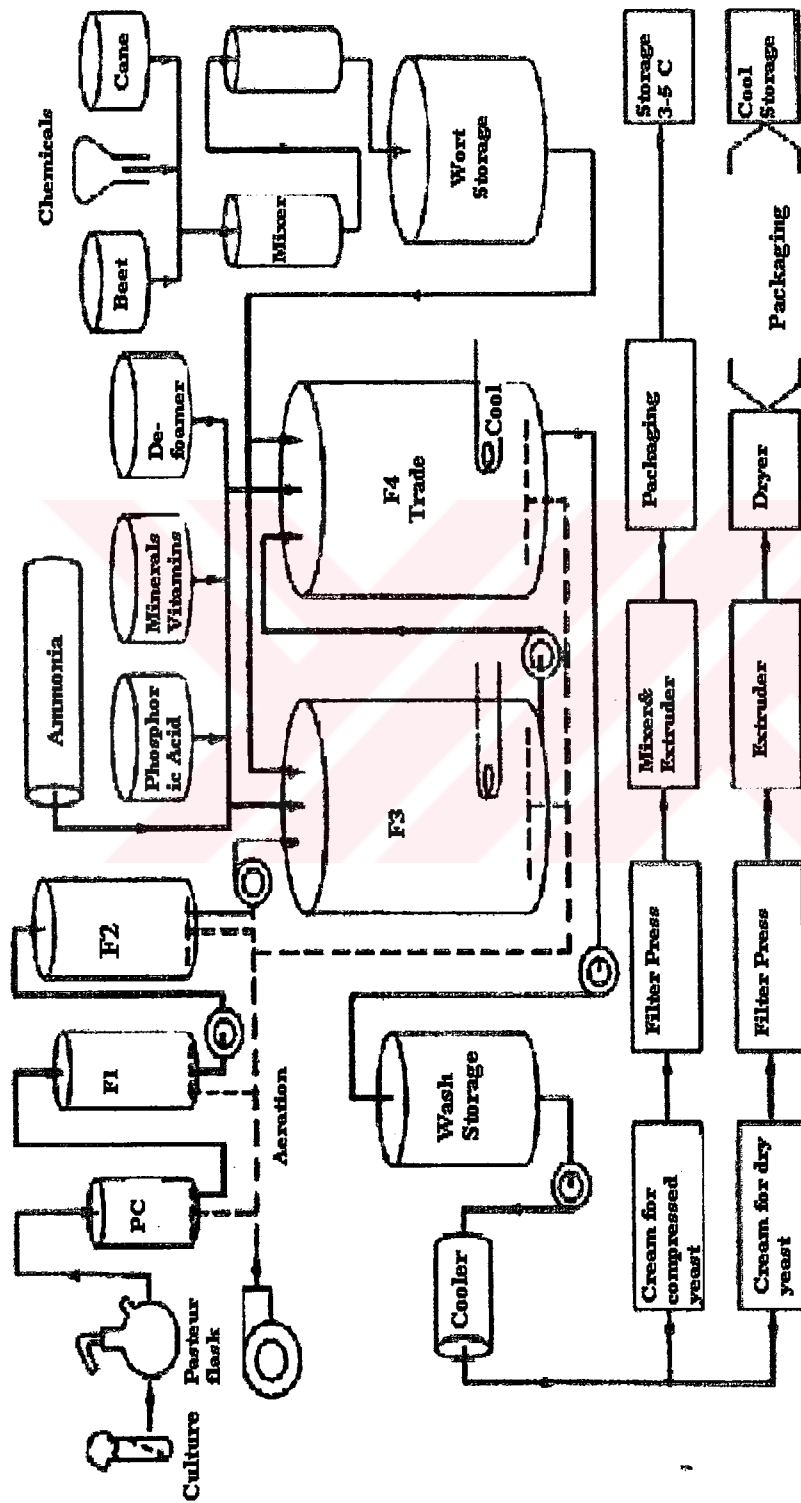 Culture
Pasteur
flask
PC
F1
F2
Aeration
Ammonia
Phosphor
ic Acid
Minerals
Vitamins
De-
foamer
Beet
Chemicals
Cane
Mixer
Wort
Storage
F3
F4
Trade
Cool
Wash
Storage
Cooler
Cream for
compressed
yeast
Filter Press
Mixer&
Extruder
Packaging
Storage
3-5 C
Cream for dry
yeast
Filter Press
Extruder
Dryer
Packaging
Cool
Storage